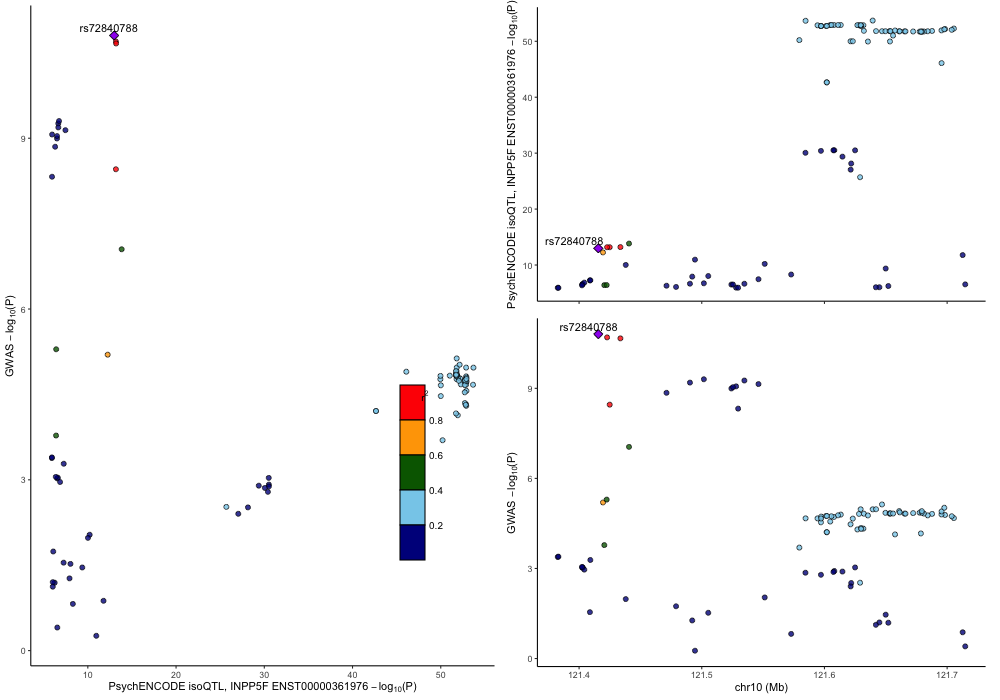 rs72840788
GWAS −log10(P)
9
6
3
0
10
20
30
40
50
PsychENCODE isoQTL, INPP5F ENST00000361976 −log10(P)
r2
0.8
0.6
0.4
0.2
PsychENCODE isoQTL, INPP5F ENST00000361976 −log10(P)
50
40
30
20
10
rs72840788
GWAS −log10(P)
9
6
3
0
rs72840788
121.4
121.5
121.6
121.7
chr10 (Mb)